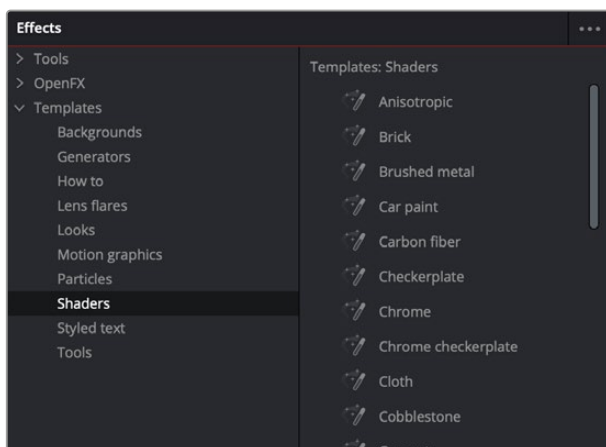 Effects
Tools
OpenFX
Templates
Backgrounds
Generators
How to
Lens flares
Looks
Motion graphics
Particles
Shaders
Styled text
Tools
Templates: Shaders
Anisotropic
Brick
Brushed metal
Car paint
Carbon fiber
Checkerplate
Chrome
Chrome checkerplate
Cloth
Cobblestone